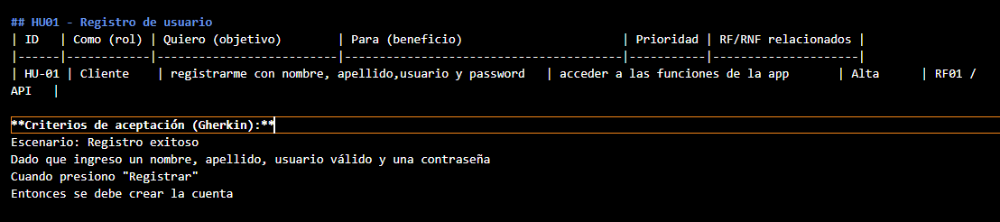 ## HU01 - Registro de usuario
| ID   | Como (rol) | Quiero (objetivo)        | Para (beneficio)                      | Prioridad | RF/RNF relacionados |
|------|------------|--------------------------|---------------------------------------|-----------|---------------------|
| HU-01 | Cliente    | registrarme con nombre, apellido,usuario y password   | acceder a las funciones de la app       | Alta      | RF01 /
API   |
**Criterios de aceptación (Gherkin):**
Escenario: Registro exitoso
Dado que ingreso un nombre, apellido, usuario válido y una contraseña
Cuando presiono "Registrar"
Entonces se debe crear la cuenta